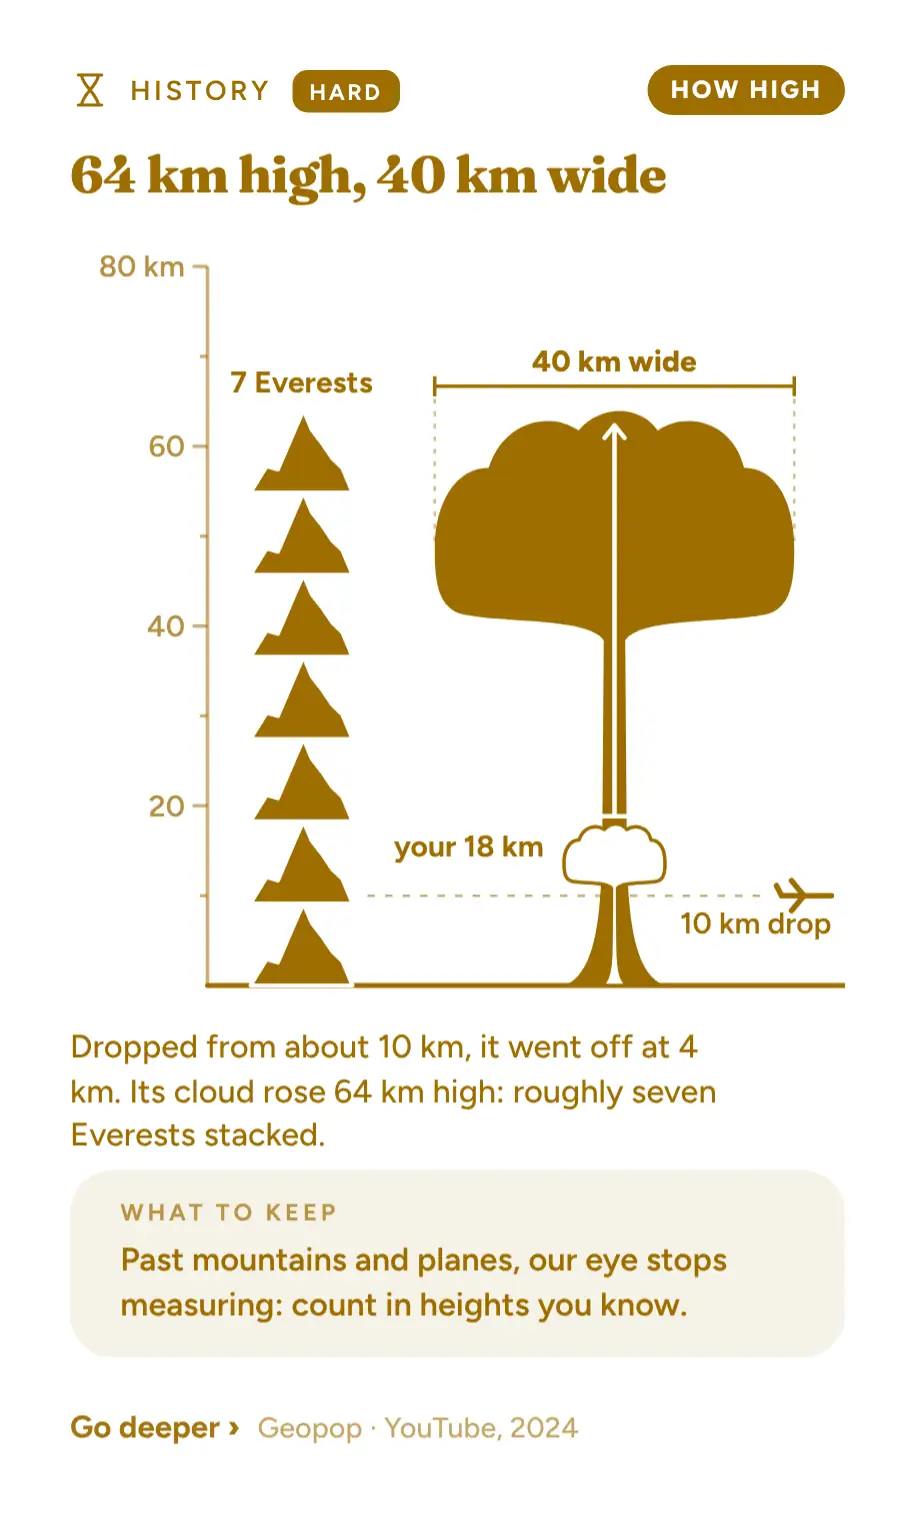 HISTORY HARD HOW HIGH
64 km high, 40 km wide
80 km
40 km wide
7 Everests
60
40
20
your 18 km
10 km drop
Dropped from about 10 km, it went off at 4
km. Its cloud rose 64 km high: roughly seven
Everests stacked.
WHAT TO KEEP
Past mountains and planes, our eye stops
measuring: count in heights you know.
Go deeper › Geopop · YouTube, 2024